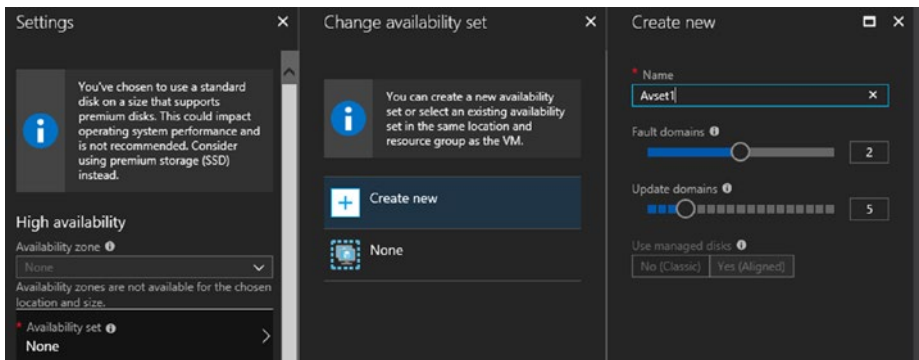 Settings
You've chosen to use a standard
disk on a size that supports
premium disks. This could impact
operating system performance and
is not recommended. Consider
using premium storage (SSD)
instead.
High availability
Availability zone
None
Availability zones are not available for the chosen
location and size.
* Availability set
None
Change availability set
You can create a new availability
set or select an existing availability
set in the same location and
resource group as the VM.
Create new
None
Create new
* Name
Avset1
Fault domains
2
Update domains
5
Use managed disks
No (Classic) Yes (Aligned)